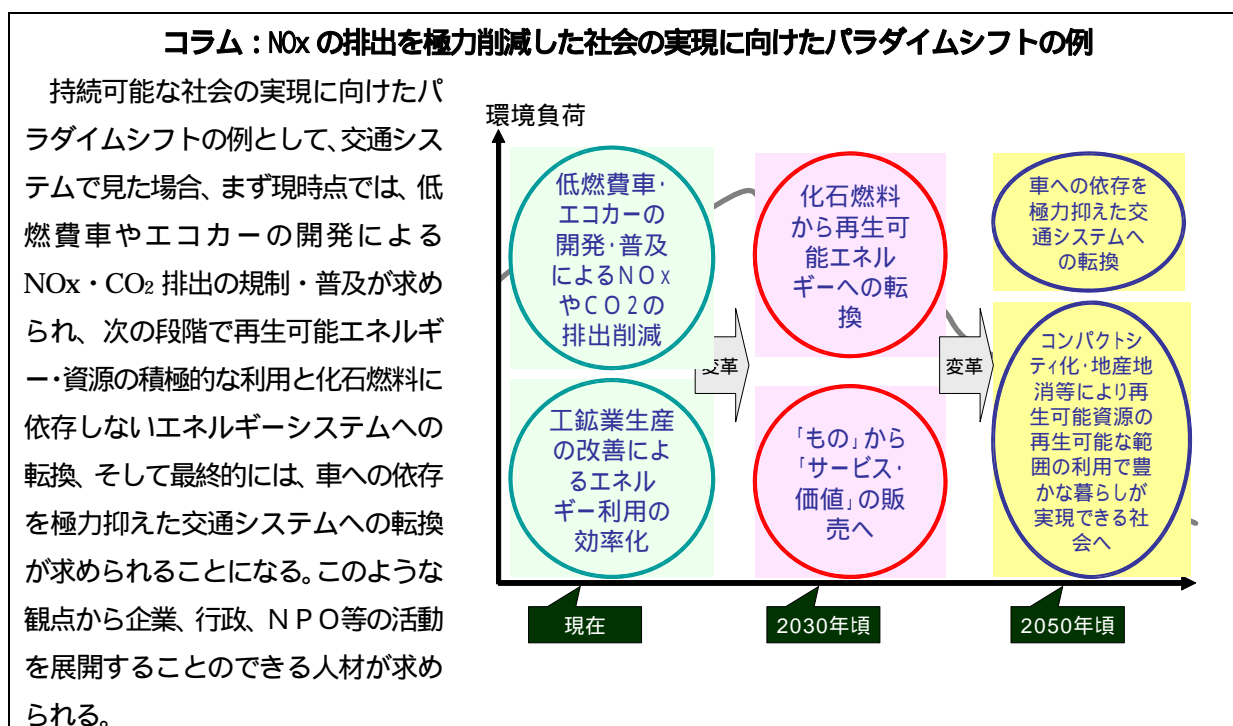 コラム：NOx の排出を極力削減した社会の実現に向けたパラダイムシフトの例
持続可能な社会の実現に向けたパ
ラダイムシフトの例として、交通シス
テムで見た場合、まず現時点では、低
燃費車やエコカーの開発による
NOx・CO₂ 排出の規制・普及が求め
られ、次の段階で再生可能エネルギ
ー・資源の積極的な利用と化石燃料に
依存しないエネルギーシステムへの
転換、そして最終的には、車への依存
を極力抑えた交通システムへの転換
が求められることになる。このような
観点から企業、行政、ＮＰＯ等の活動
を展開することのできる人材が求め
られる。
環境負荷
低燃費車・
エコカーの
開発・普及
によるＮＯｘ
やＣＯ２の
排出削減
工鉱業生産
の改善によ
るエネル
ギー利用の
効率化
変革
化石燃料
から再生可
能エネル
ギーへの転
換
「もの」から
「サービス・
価値」の販
売へ
変革
車への依存を
極力抑えた交
通システムへ
の転換
コンパクトシ
ティ化・地産地
消等により再
生可能資源の
再生可能な範
囲の利用で豊
かな暮らしが
実現できる社
会へ
現在
2030年頃
2050年頃